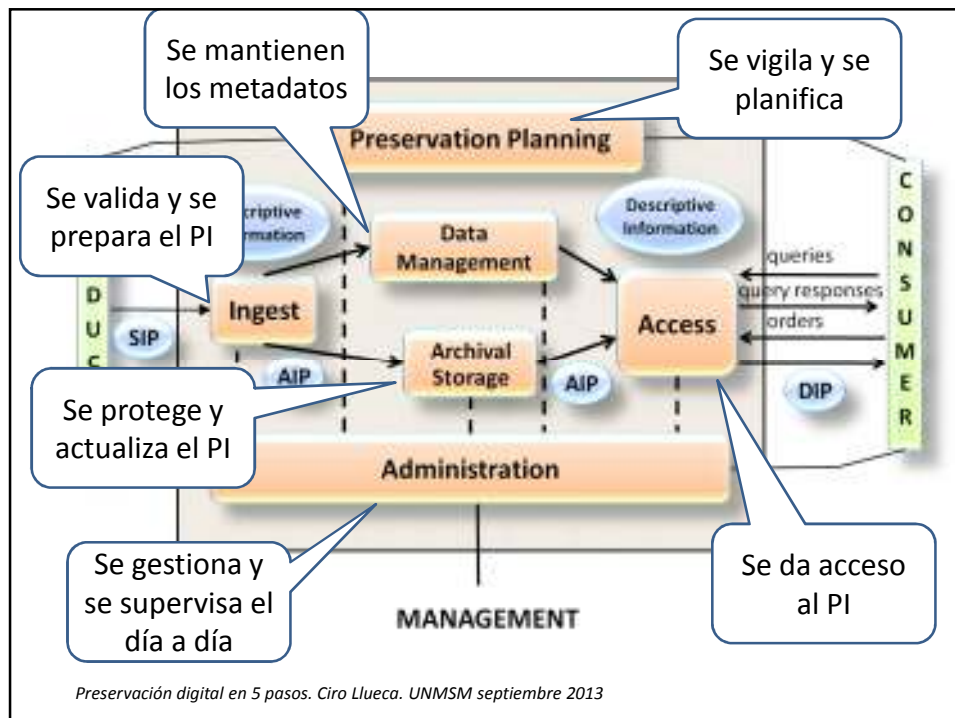 Se mantienen
los metadatos
Se vigila y se
planifica
Preservation Planning
Se valida y se
prepara el PI
Descriptive
Information
Data
Management
Ingest
SIP
AIP
Archival
Storage
AIP
Access
queries
query responses
orders
DIP
CONSUMER
Se protege y
actualiza el PI
Administration
Se gestiona y
se supervisa el
día a día
Se da acceso
al PI
MANAGEMENT
Preservación digital en 5 pasos. Ciro Llueca. UNMSM septiembre 2013